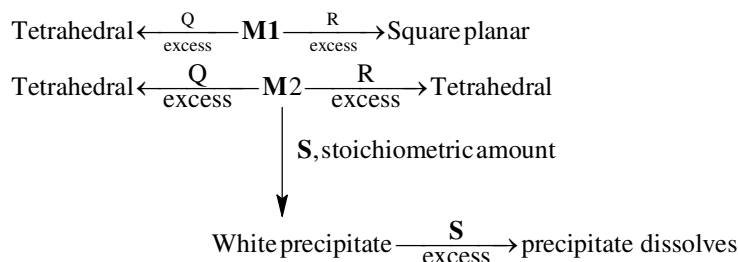 Tetrahedral Q excess M1 R excess Square planar
Tetrahedral Q excess M2 R excess Tetrahedral
S, stoichiometric amount
White precipitate S excess precipitate dissolves